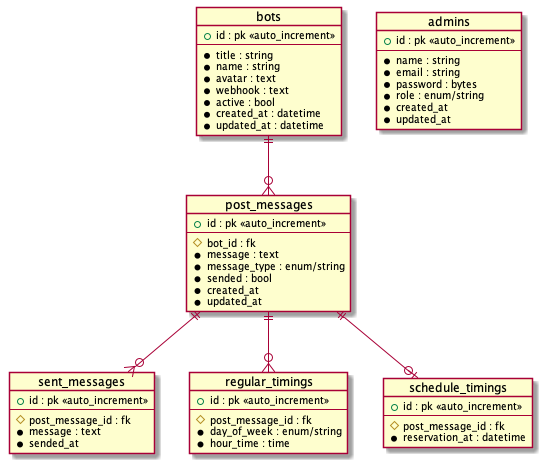 bots
id : pk «auto_increment»
title : string
name : string
avatar : text
webhook : text
active : bool
created_at : datetime
updated_at : datetime
admins
id : pk «auto_increment»
name : string
email : string
password : bytes
role : enum/string
created_at
updated_at
post_messages
id : pk «auto_increment»
bot_id : fk
message : text
message_type : enum/string
sended : bool
created_at
updated_at
sent_messages
id : pk «auto_increment»
post_message_id : fk
message : text
sended_at
regular_timings
id : pk «auto_increment»
post_message_id : fk
day_of_week : enum/string
hour_time : time
schedule_timings
id : pk «auto_increment»
post_message_id : fk
reservation_at : datetime